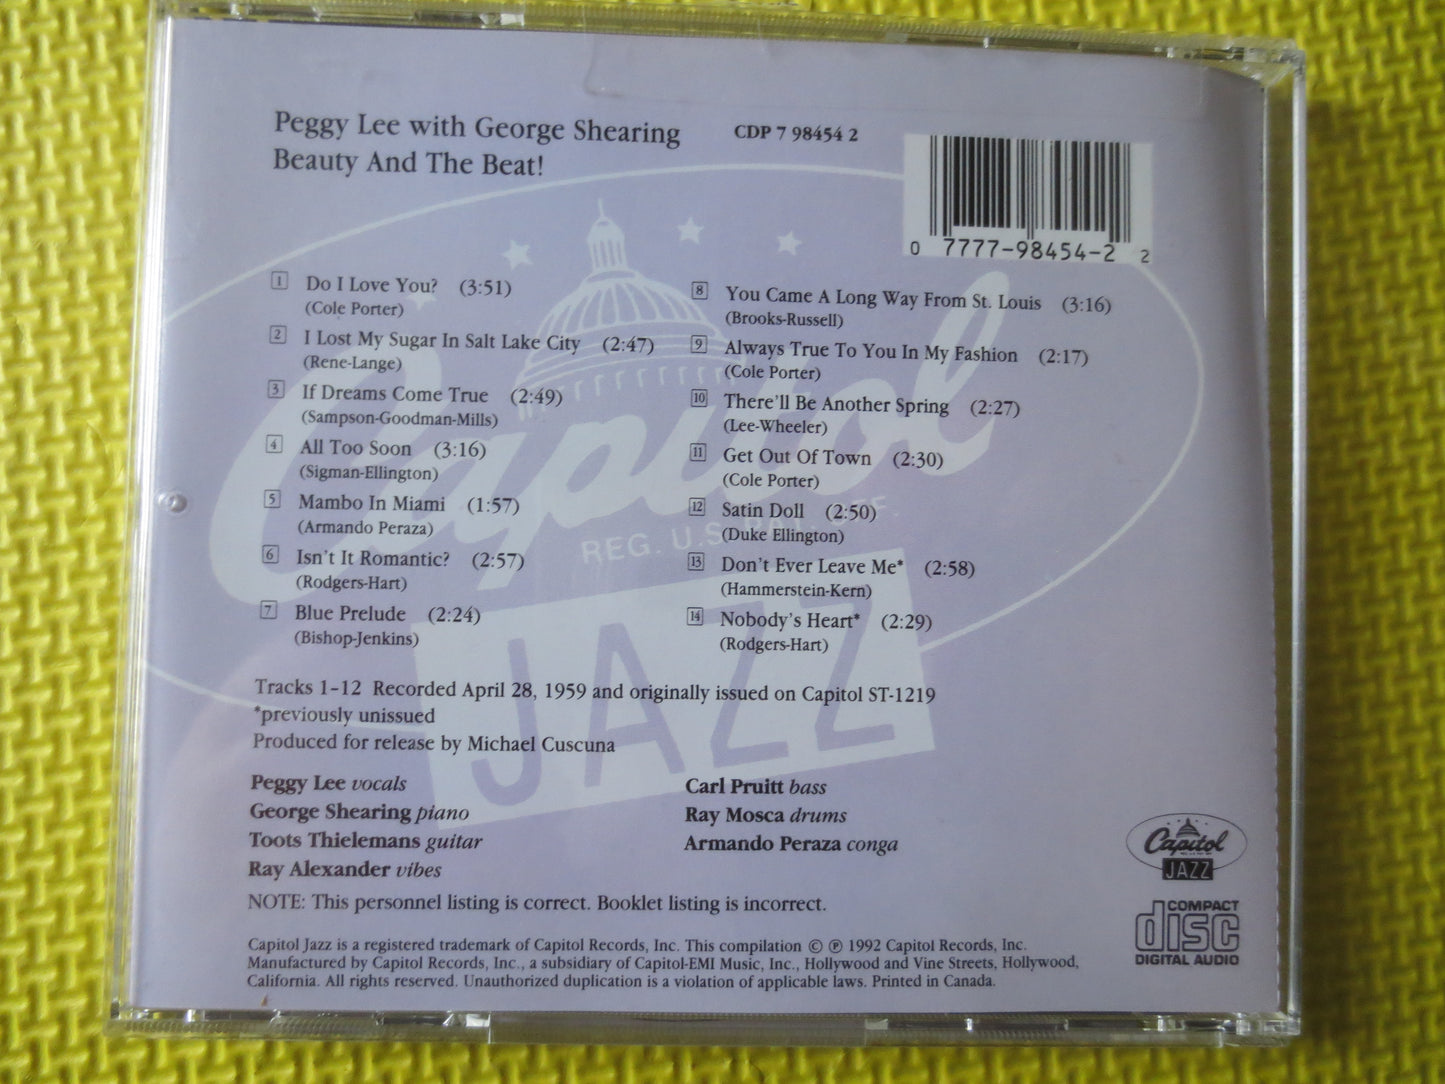 Peggy Lee with George Shearing
Beauty And The Beat!
CDP 7 98454 2
0 7777-98454-2 2
1 Do I Love You? (3:51)
(Cole Porter)
2 I Lost My Sugar In Salt Lake City (2:47)
(Rene-Lange)
3 If Dreams Come True (2:49)
(Sampson-Goodman-Mills)
4 All Too Soon (3:16)
(Sigman-Ellington)
5 Mambo In Miami (1:57)
(Armando Peraza)
6 Isn't It Romantic? (2:57)
(Rodgers-Hart)
7 Blue Prelude (2:24)
(Bishop-Jenkins)
8 You Came A Long Way From St. Louis (3:16)
(Brooks-Russell)
9 Always True To You In My Fashion (2:17)
(Cole Porter)
10 There'll Be Another Spring (2:27)
(Lee-Wheeler)
11 Get Out Of Town (2:30)
(Cole Porter)
12 Satin Doll (2:50)
(Duke Ellington)
13 Don't Ever Leave Me* (2:58)
(Hammerstein-Kern)
14 Nobody's Heart* (2:29)
(Rodgers-Hart)
Capitol
REG. U.S. PAT. OFF.
JAZZ
Tracks 1-12 Recorded April 28, 1959 and originally issued on Capitol ST-1219
*previously unissued
Produced for release by Michael Cuscuna
Peggy Lee vocals
George Shearing piano
Toots Thielemans guitar
Ray Alexander vibes
Carl Pruitt bass
Ray Mosca drums
Armando Peraza conga
NOTE: This personnel listing is correct. Booklet listing is incorrect.
Capitol Jazz is a registered trademark of Capitol Records, Inc. This compilation © ℗ 1992 Capitol Records, Inc.
Manufactured by Capitol Records, Inc., a subsidiary of Capitol-EMI Music, Inc., Hollywood and Vine Streets, Hollywood,
California. All rights reserved. Unauthorized duplication is a violation of applicable laws. Printed in Canada.
Capitol
JAZZ
COMPACT
disc
DIGITAL AUDIO